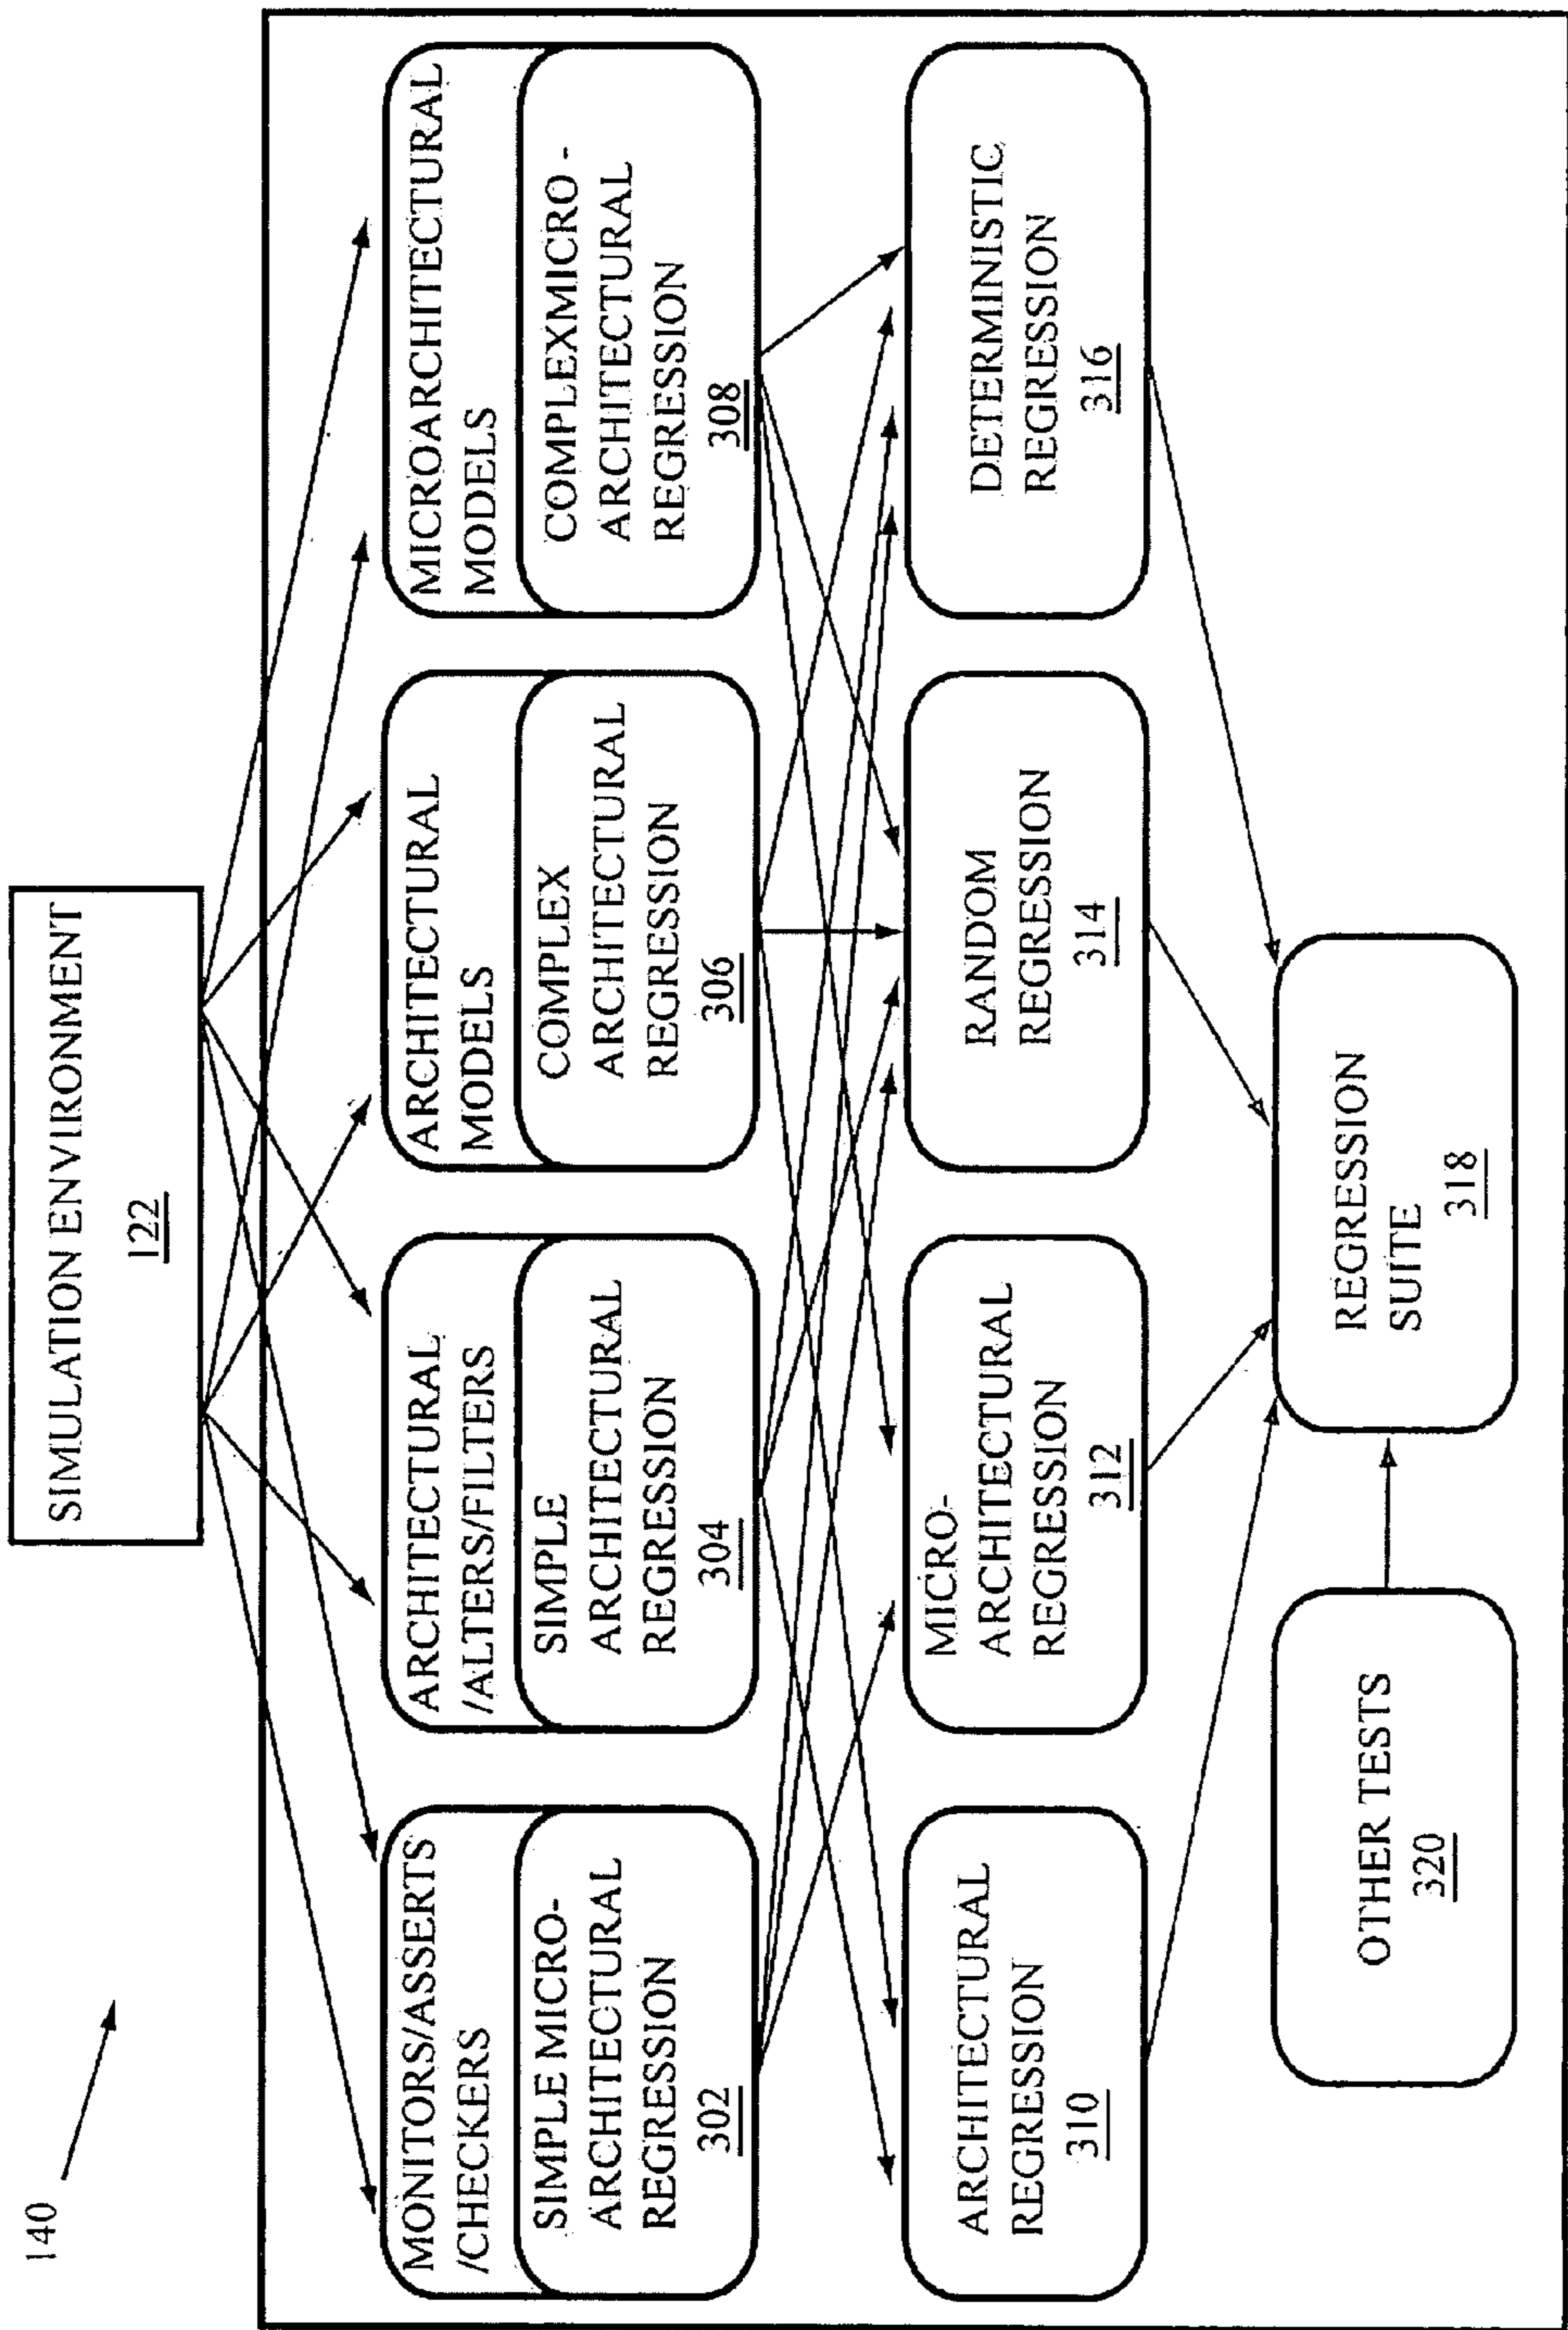 140
SIMULATION ENVIRONMENT
122
MONITORS/ASSERTS
/CHECKERS
SIMPLE MICRO-
ARCHITECTURAL
REGRESSION
302
ARCHITECTURAL
/ALTERS/FILTERS
SIMPLE
ARCHITECTURAL
REGRESSION
304
ARCHITECTURAL
MODELS
COMPLEX
ARCHITECTURAL
REGRESSION
306
MICROARCHITECTURAL
MODELS
COMPLEXMICRO -
ARCHITECTURAL
REGRESSION
308
ARCHITECTURAL
REGRESSION
310
MICRO-
ARCHITECTURAL
REGRESSION
312
RANDOM
REGRESSION
314
DETERMINISTIC
REGRESSION
316
OTHER TESTS
320
REGRESSION
SUITE
318